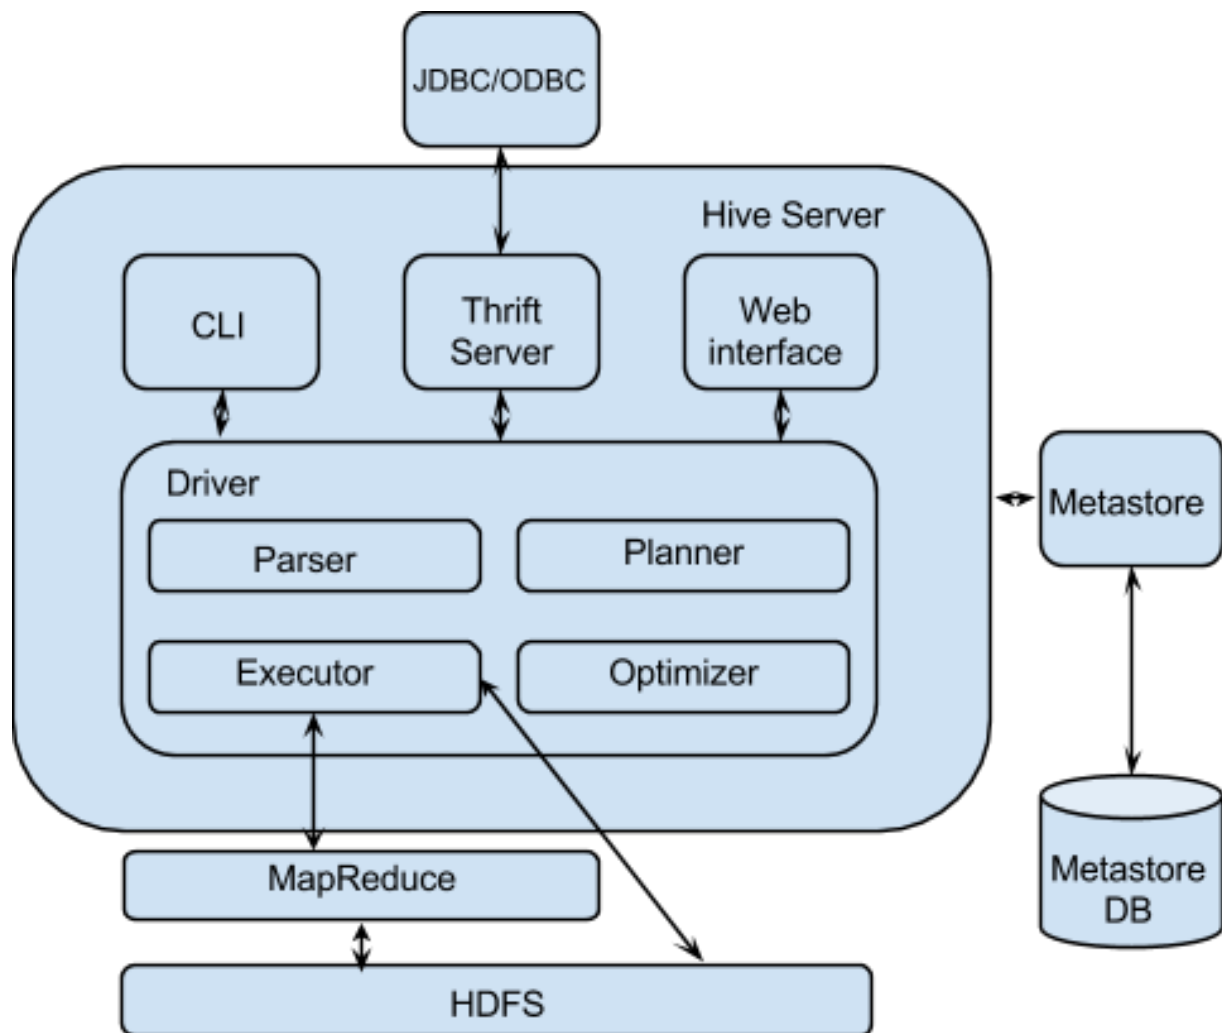 JDBC/ODBC
Hive Server
CLI
Thrift
Server
Web
interface
Driver
Parser
Planner
Executor
Optimizer
Metastore
MapReduce
Metastore
DB
HDFS